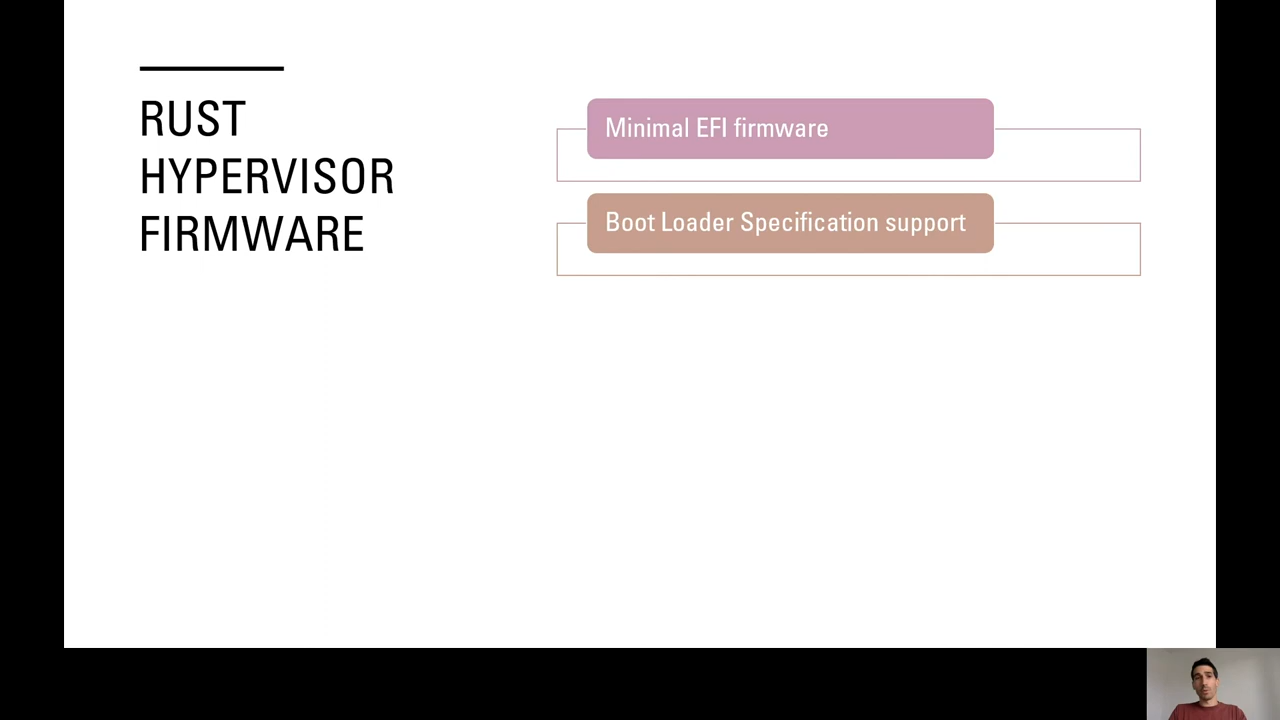 RUST
HYPERVISOR
FIRMWARE
Minimal EFI firmware
Boot Loader Specification support